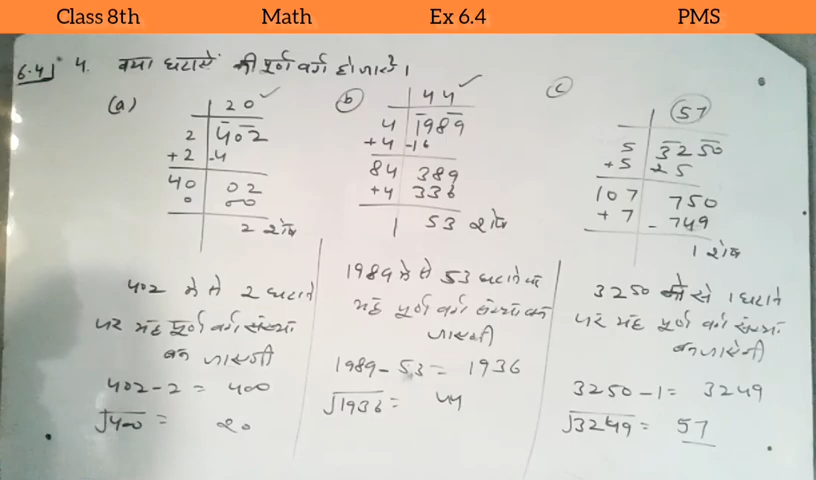 Class 8th Math Ex 6.4 PMS
6.4] 4. क्या घटाऐं की पूर्ण वर्ग हो जाऐं।
(a)
20 ✓
2 402
+2 -4
40 02
0 00
2 शेष
402 में से 2 घटाने
पर यह पूर्ण वर्ग संख्या
बन जाएगी
402-2 = 400
√400 = 20
(b)
44 ✓
4 1989
+4 -16
84 389
+4 336
1 53 शेष
1989 में से 53 घटाने पर
यह पूर्ण वर्ग संख्या बन
जाएगी
1989-53= 1936
√1936= 44
(c)
57
5 3250
+5 25
107 750
+7 - 749
1 शेष
3250 में से 1 घटाने
पर यह पूर्ण वर्ग संख्या
बन जायेगी
3250-1= 3249
√3249= 57